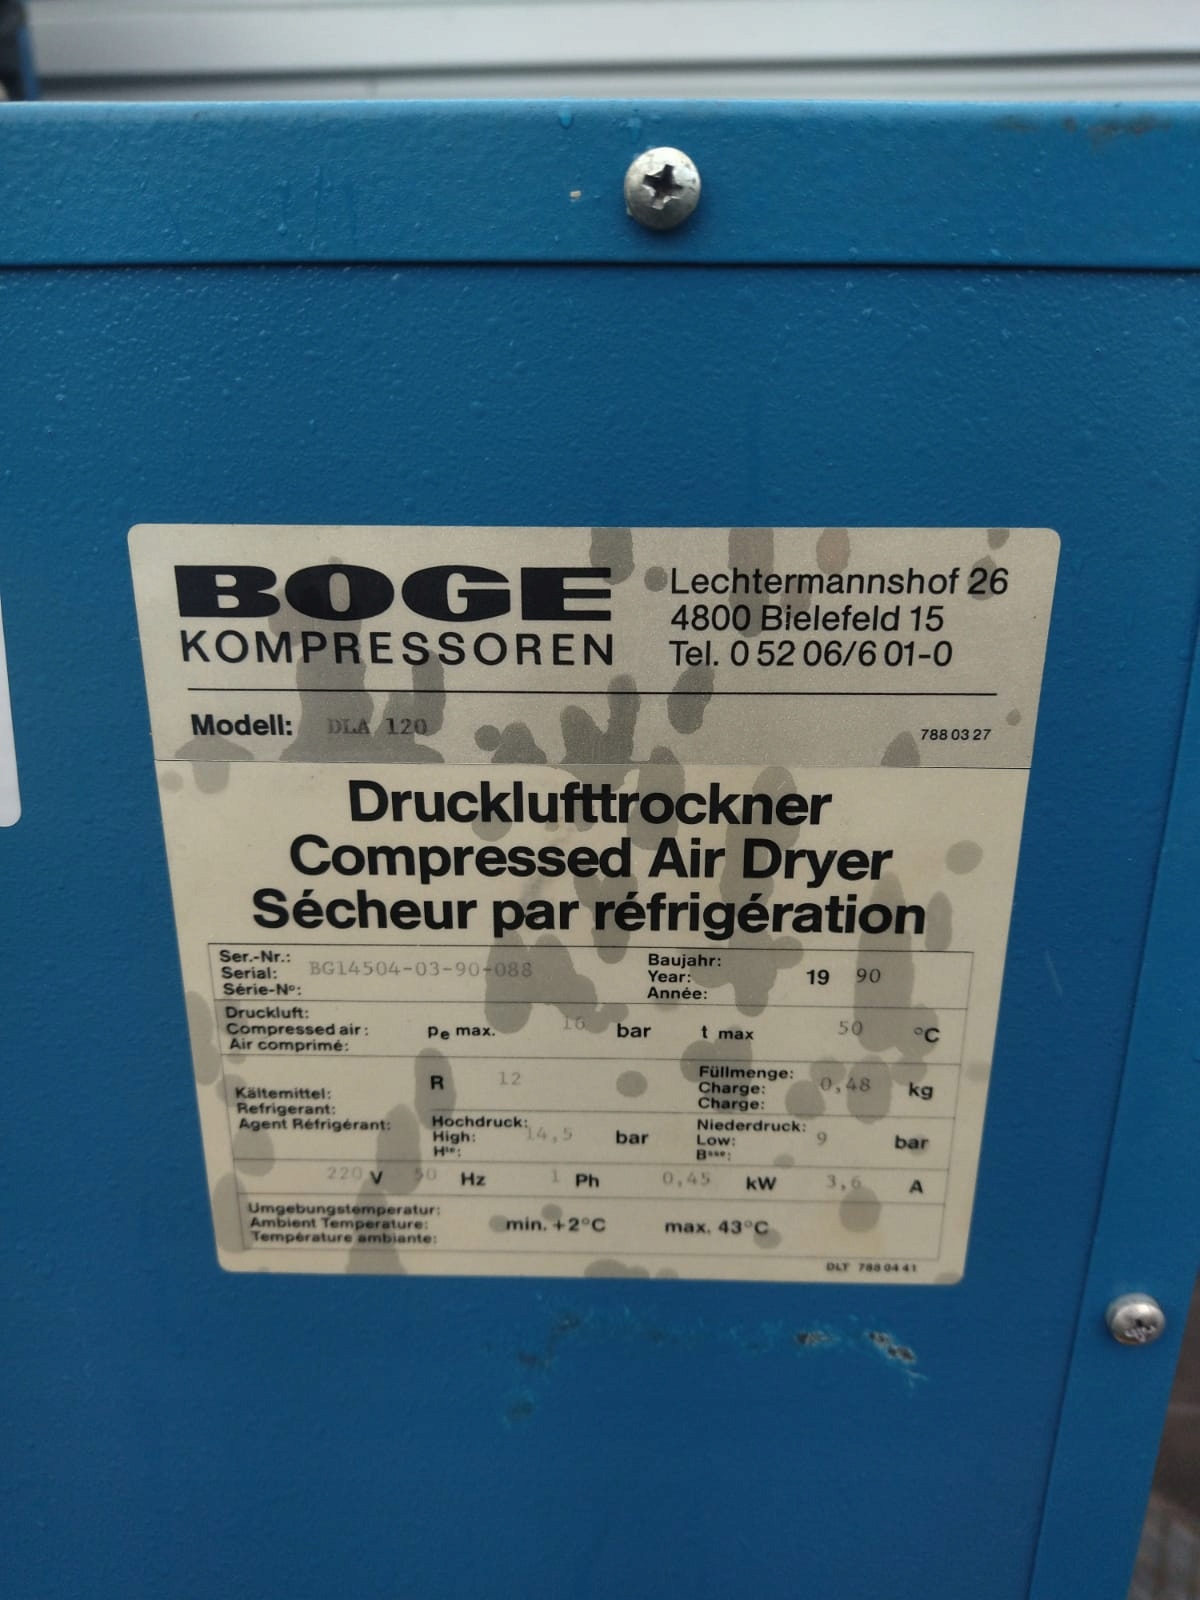 BOGE
KOMPRESSOREN
Lechtermannshof 26
4800 Bielefeld 15
Tel. 0 52 06/6 01-0
Modell: DLA 120
788 03 27
Drucklufttrockner
Compressed Air Dryer
Sécheur par réfrigération
Ser.-Nr.:
Serial: BG14504-03-90-088
Série-Nº:
Baujahr:
Year: 19 90
Année:
Druckluft:
Compressed air: pe max. 16 bar t max 50 °C
Air comprimé:
Kältemittel:
Refrigerant:
Agent Réfrigérant:
R 12
Füllmenge:
Charge: 0,48 kg
Charge:
Hochdruck:
High: 14,5 bar
Hte:
Niederdruck:
Low: 9 bar
Bsse:
220 V 50 Hz 1 Ph 0,45 kW 3,6 A
Umgebungstemperatur:
Ambient Temperature: min. +2°C max. 43°C
Température ambiante:
DLT 788 04 41